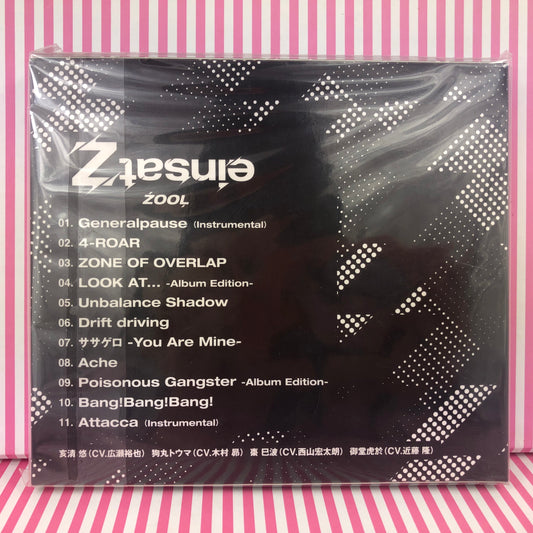 einsatZ
ŹOOĻ
01. Generalpause (Instrumental)
02. 4-ROAR
03. ZONE OF OVERLAP
04. LOOK AT... -Album Edition-
05. Unbalance Shadow
06. Drift driving
07. ササゲロ -You Are Mine-
08. Ache
09. Poisonous Gangster -Album Edition-
10. Bang!Bang!Bang!
11. Attacca (Instrumental)
亥清 悠(CV.広瀬裕也) 狗丸トウマ(CV.木村 昴) 棗 巳波(CV.西山宏太朗) 御堂虎於(CV.近藤 隆)